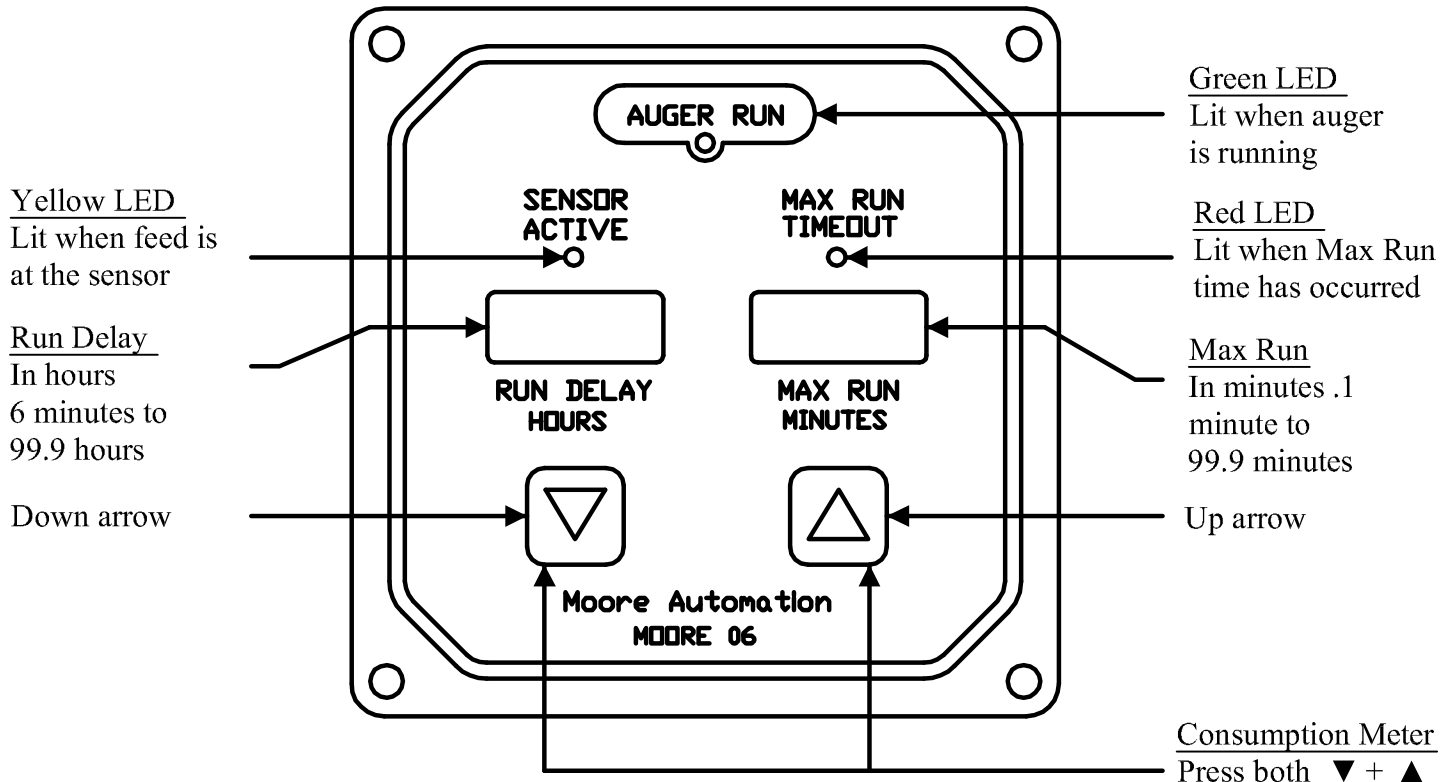 Green LED
Lit when auger
is running
AUGER RUN
Yellow LED
Lit when feed is
at the sensor
SENSOR
ACTIVE
MAX RUN
TIMEOUT
Red LED
Lit when Max Run
time has occurred
Run Delay
In hours
6 minutes to
99.9 hours
RUN DELAY
HOURS
MAX RUN
MINUTES
Max Run
In minutes .1
minute to
99.9 minutes
Down arrow
Up arrow
Moore Automation
MOORE 06
Consumption Meter
Press both ▼ + ▲